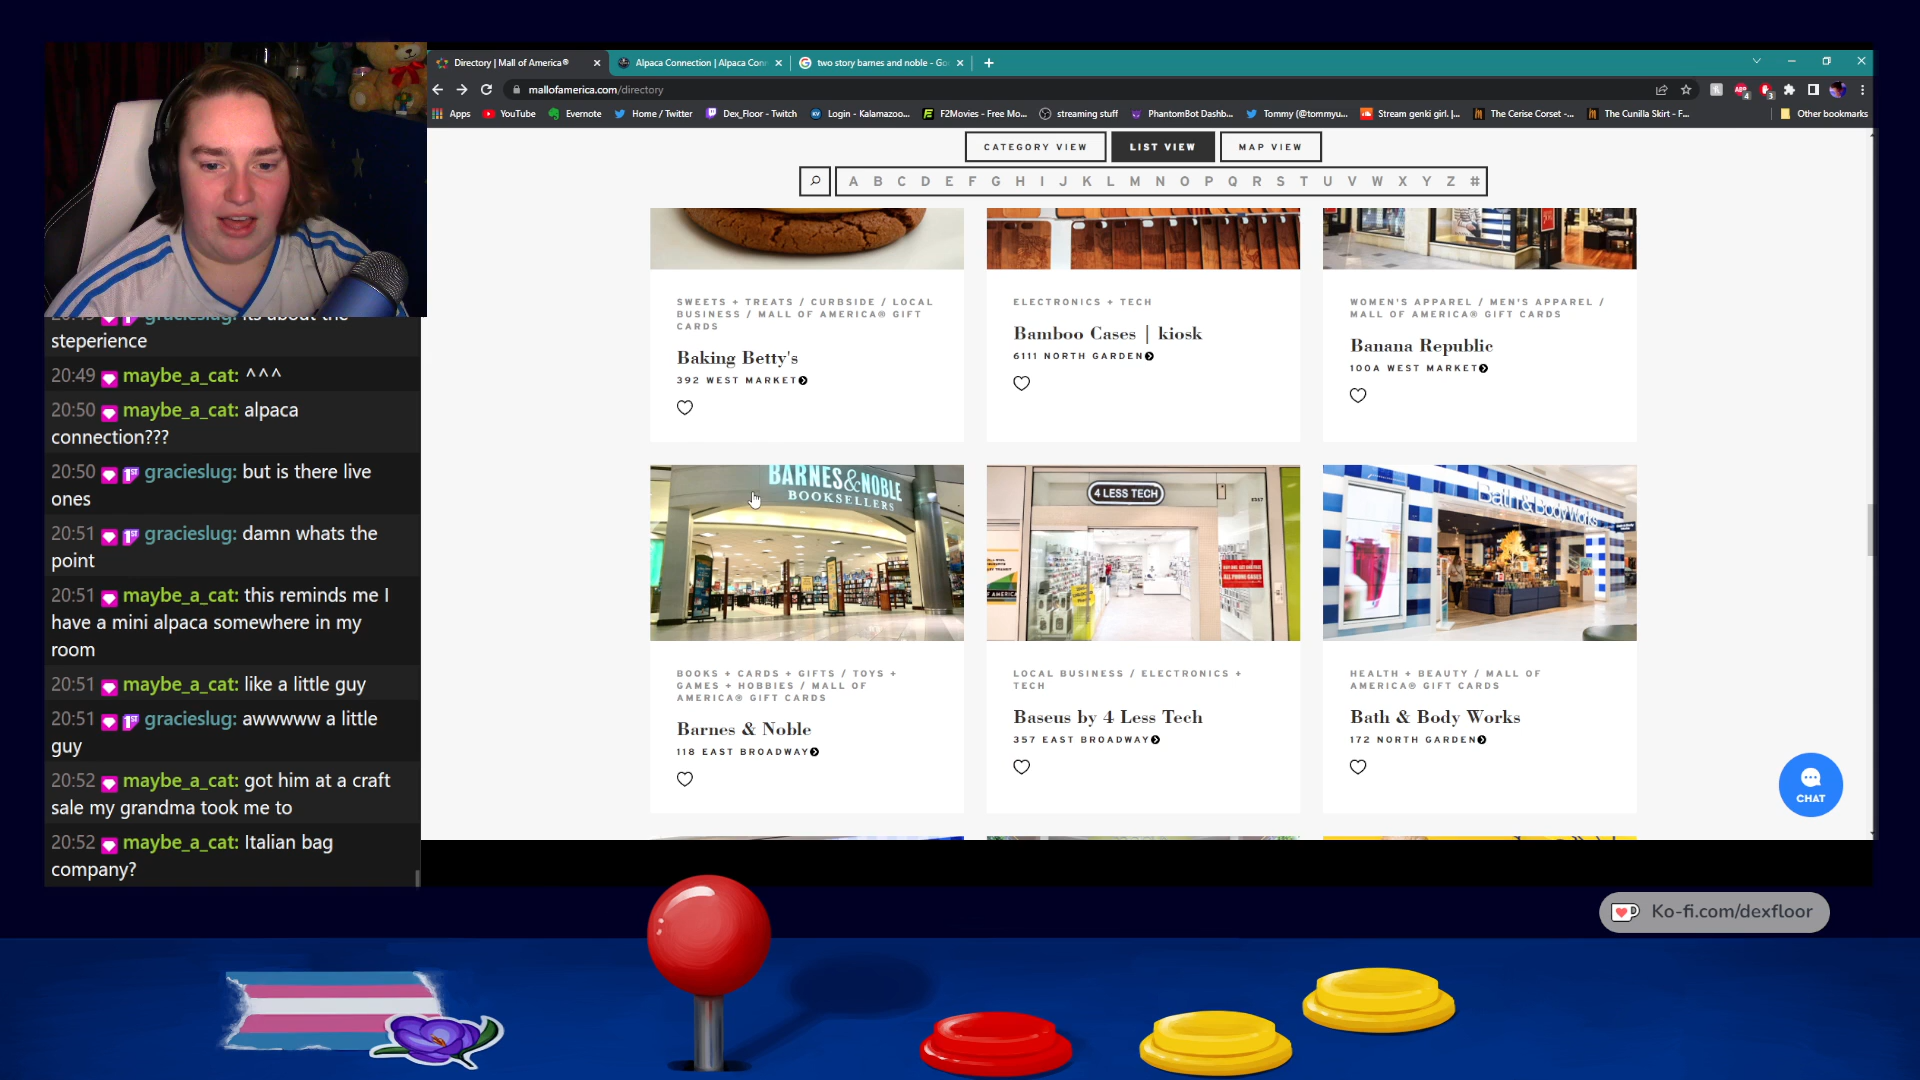 Directory | Mall of America®
Alpaca Connection | Alpaca Conn
two story barnes and noble - Go
mallofamerica.com/directory
Apps
YouTube
Evernote
Home / Twitter
Dex_Floor - Twitch
Login - Kalamazoo...
F2Movies - Free Mo...
streaming stuff
PhantomBot Dashb...
Tommy (@tommyu...
Stream genki girl. |...
The Cerise Corset -...
The Cunilla Skirt - F...
Other bookmarks
CATEGORY VIEW
LIST VIEW
MAP VIEW
A B C D E F G H I J K L M N O P Q R S T U V W X Y Z #
SWEETS + TREATS / CURBSIDE / LOCAL
BUSINESS / MALL OF AMERICA® GIFT
CARDS
Baking Betty's
392 WEST MARKET
ELECTRONICS + TECH
Bamboo Cases | kiosk
6111 NORTH GARDEN
WOMEN'S APPAREL / MEN'S APPAREL /
MALL OF AMERICA® GIFT CARDS
Banana Republic
100A WEST MARKET
BARNES&NOBLE
BOOKSELLERS
4 LESS TECH
Bath & Body Works
BOOKS + CARDS + GIFTS / TOYS +
GAMES + HOBBIES / MALL OF
AMERICA® GIFT CARDS
Barnes & Noble
118 EAST BROADWAY
LOCAL BUSINESS / ELECTRONICS +
TECH
Baseus by 4 Less Tech
357 EAST BROADWAY
HEALTH + BEAUTY / MALL OF
AMERICA® GIFT CARDS
Bath & Body Works
172 NORTH GARDEN
CHAT
gracieslug: its about the
steperience
20:49 maybe_a_cat: ^^^
20:50 maybe_a_cat: alpaca
connection???
20:50 1ST gracieslug: but is there live
ones
20:51 1ST gracieslug: damn whats the
point
20:51 maybe_a_cat: this reminds me I
have a mini alpaca somewhere in my
room
20:51 maybe_a_cat: like a little guy
20:51 1ST gracieslug: awwwww a little
guy
20:52 maybe_a_cat: got him at a craft
sale my grandma took me to
20:52 maybe_a_cat: Italian bag
company?
Ko-fi.com/dexfloor